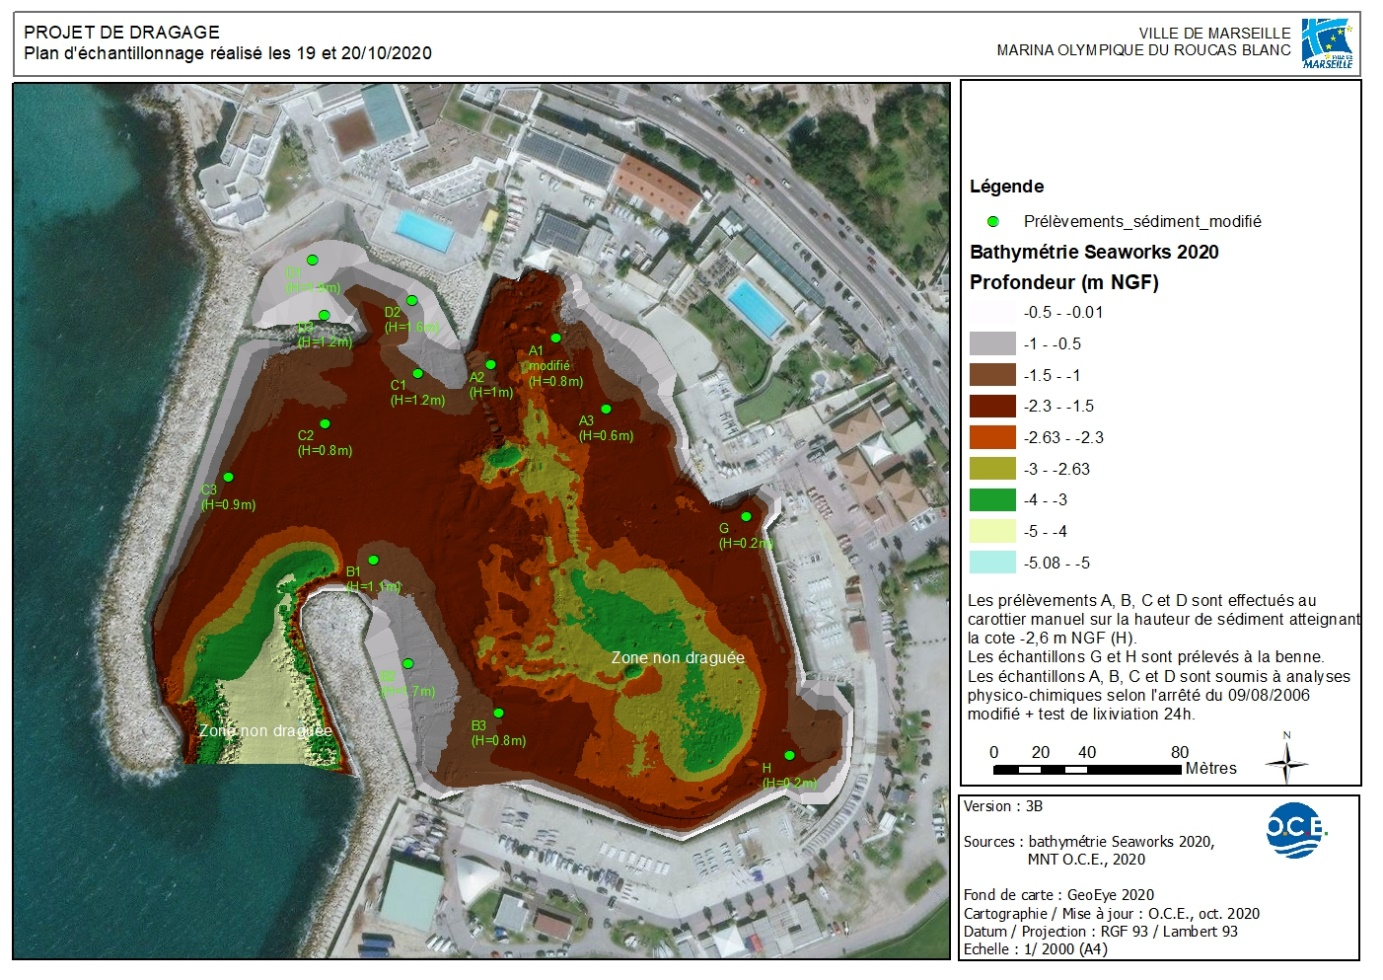 PROJET DE DRAGAGE
Plan d'échantillonnage réalisé les 19 et 20/10/2020
VILLE DE MARSEILLE
MARINA OLYMPIQUE DU ROUCAS BLANC
VILLE DE
MARSEILLE
D1
D2
(H=1.6m)
(H=1.2m)
C1
(H=1.2m)
A2
(H=1m)
A1
modifié
(H=0.8m)
A3
(H=0.6m)
C2
(H=0.8m)
C3
(H=0.9m)
G
(H=0.2m)
B1
(H=1.1m)
Zone non draguée
B3
(H=0.8m)
Zone non draguée
H
(H=0.2m)
Légende
Prélèvements_sédiment_modifié
Bathymétrie Seaworks 2020
Profondeur (m NGF)
-0.5 - -0.01
-1 - -0.5
-1.5 - -1
-2.3 - -1.5
-2.63 - -2.3
-3 - -2.63
-4 - -3
-5 - -4
-5.08 - -5
Les prélèvements A, B, C et D sont effectués au
carottier manuel sur la hauteur de sédiment atteignant
la cote -2,6 m NGF (H).
Les échantillons G et H sont prélevés à la benne.
Les échantillons A, B, C et D sont soumis à analyses
physico-chimiques selon l'arrêté du 09/08/2006
modifié + test de lixiviation 24h.
N
0 20 40 80
Mètres
Version : 3B
O.C.E.
Sources : bathymétrie Seaworks 2020,
MNT O.C.E., 2020
Fond de carte : GeoEye 2020
Cartographie / Mise à jour : O.C.E., oct. 2020
Datum / Projection : RGF 93 / Lambert 93
Echelle : 1/ 2000 (A4)